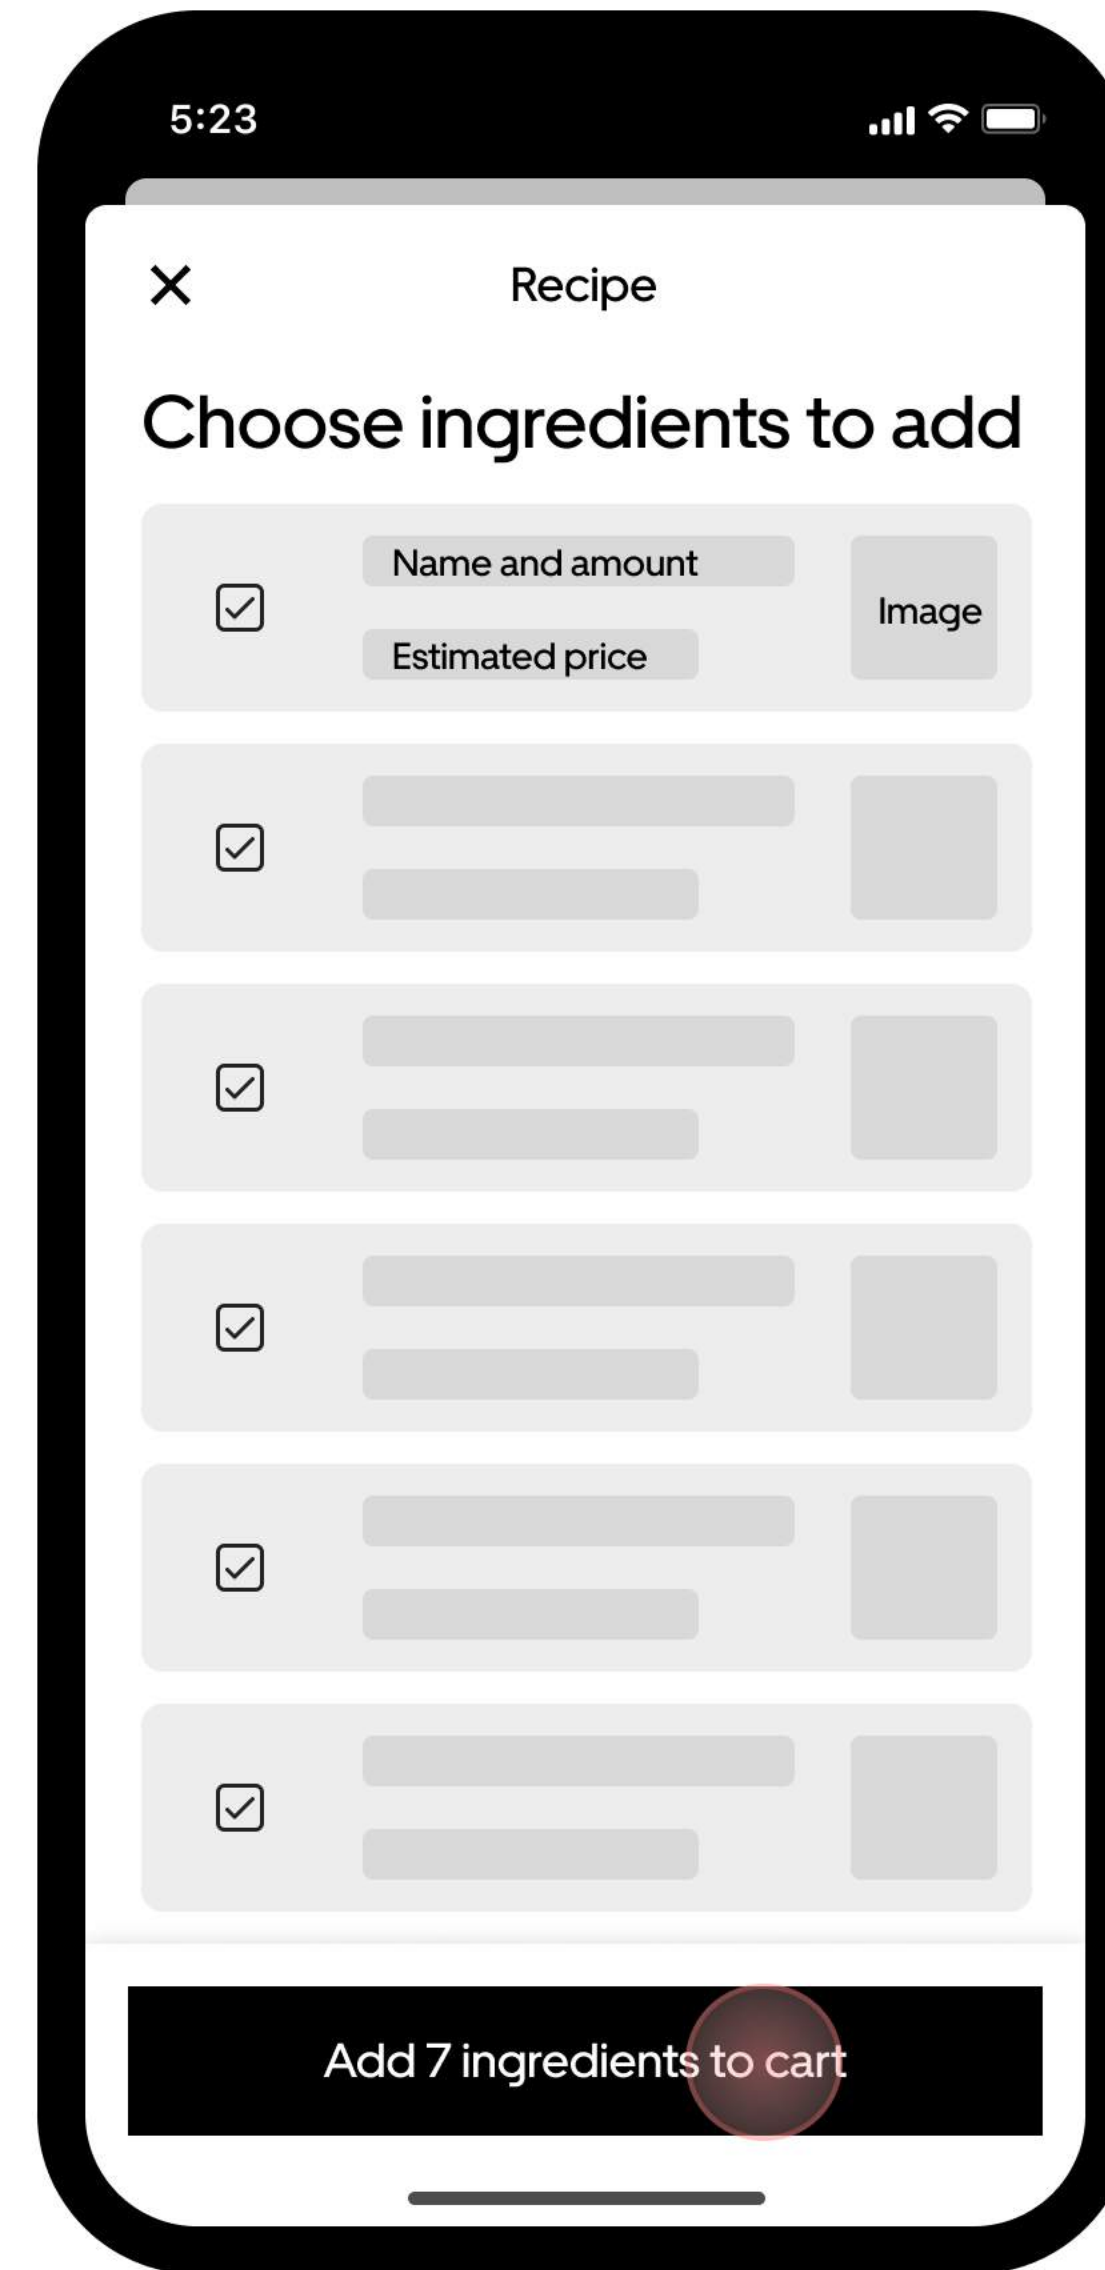 5:23
Recipe
Choose ingredients to add
Name and amount
Image
Estimated price
Add 7 ingredients to cart